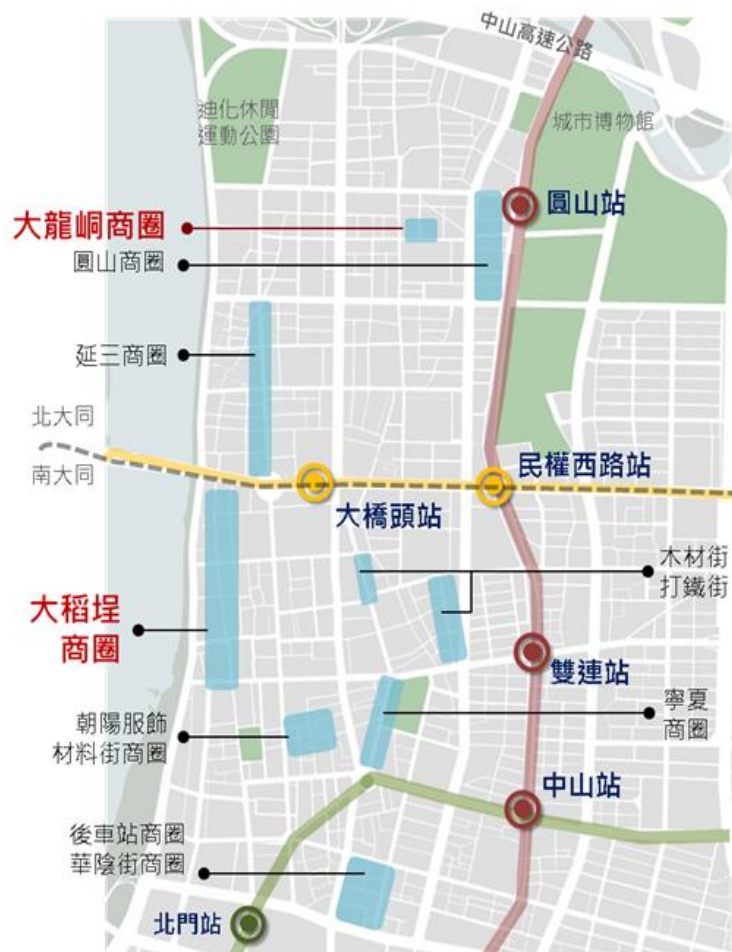 中山高速公路
迪化休閒
運動公園
城市博物館
圓山站
大龍峒商圈
圓山商圈
延三商圈
北大同
南大同
民權西路站
大橋頭站
木材街
打鐵街
大稻埕
商圈
雙連站
寧夏
商圈
朝陽服飾
材料街商圈
中山站
後車站商圈
華陰街商圈
北門站